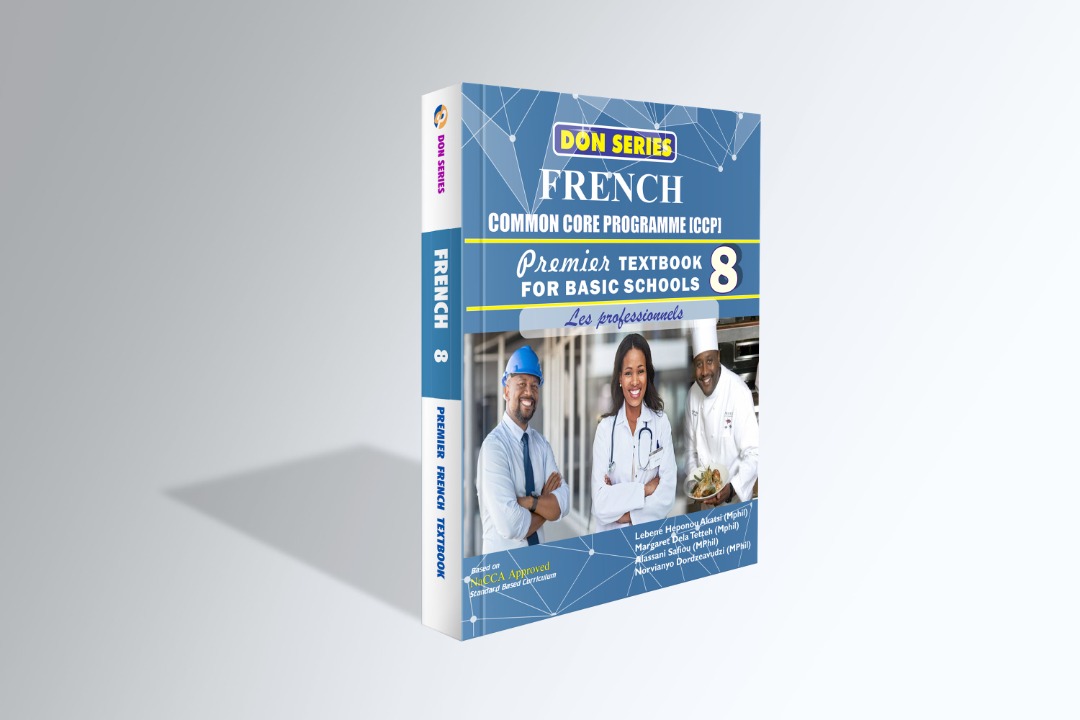 DON SERIES
FRENCH
8
PREMIER FRENCH TEXTBOOK
DON SERIES
FRENCH
COMMON CORE PROGRAMME [CCP]
Premier TEXTBOOK
FOR BASIC SCHOOLS
8
Les professionnels
Lebene Heponou Akatsi (Mphil)
Margaret Dela Tetteh (Mphil)
Alassani Safiou (MPhil)
Norvianyo Dordzeavudzi (MPhil)
Based on
NaCCA Approved
Standard Based Curriculum